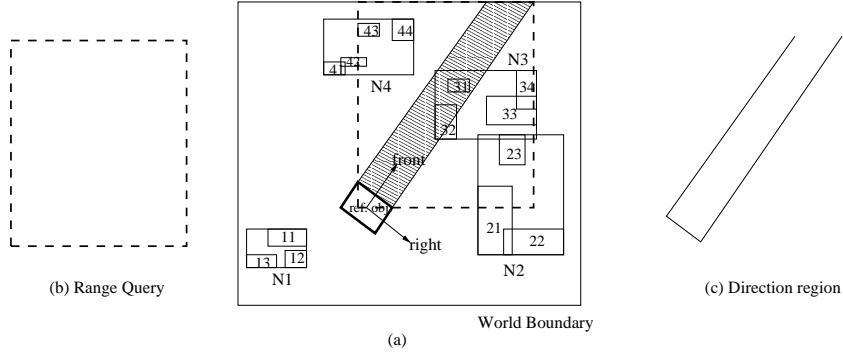 43
44
42
41
N4
N3
31
34
33
32
23
front
ref. obj
right
21
22
N2
11
13
12
N1
(b) Range Query
(c) Direction region
World Boundary
(a)